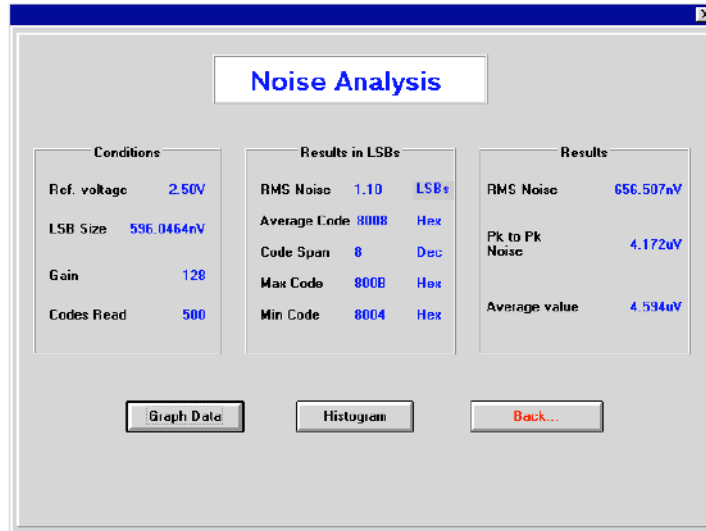 Noise Analysis
Conditions
Ref. voltage 2.50V
LSB Size 596.0464nV
Gain 128
Codes Read 500
Results in LSBs
RMS Noise 1.10 LSBs
Average Code 8008 Hex
Code Span 8 Dec
Max Code 800B Hex
Min Code 8004 Hex
Results
RMS Noise 656.507nV
Pk to Pk
Noise 4.172uV
Average value 4.594uV
Graph Data
Histogram
Back...